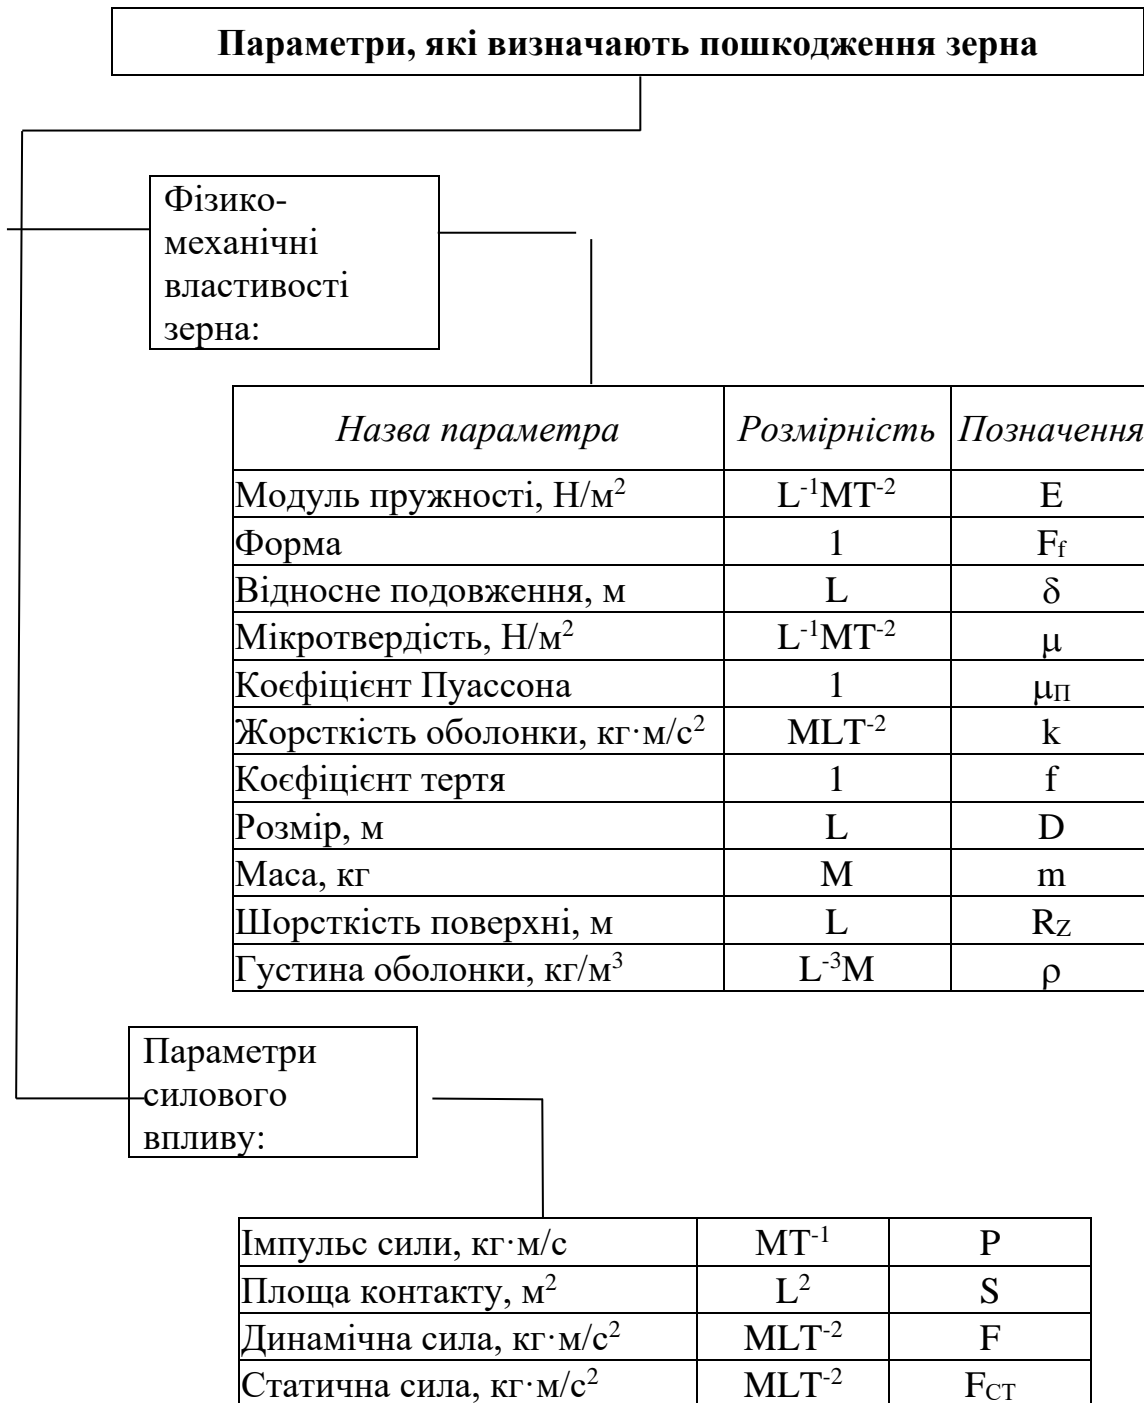 Параметри, які визначають пошкодження зерна
Фізико-
механічні
властивості
зерна:
Назва параметра Розмірність Позначення
Модуль пружності, Н/м² L⁻¹MT⁻² E
Форма 1 Ff
Відносне подовження, м L δ
Мікротвердість, Н/м² L⁻¹MT⁻² μ
Коєфіцієнт Пуассона 1 μП
Жорсткість оболонки, кг·м/с² MLT⁻² k
Коєфіцієнт тертя 1 f
Розмір, м L D
Маса, кг M m
Шорсткість поверхні, м L RZ
Густина оболонки, кг/м³ L⁻³M ρ
Параметри
силового
впливу:
Імпульс сили, кг·м/с MT⁻¹ P
Площа контакту, м² L² S
Динамічна сила, кг·м/с² MLT⁻² F
Статична сила, кг·м/с² MLT⁻² FСТ